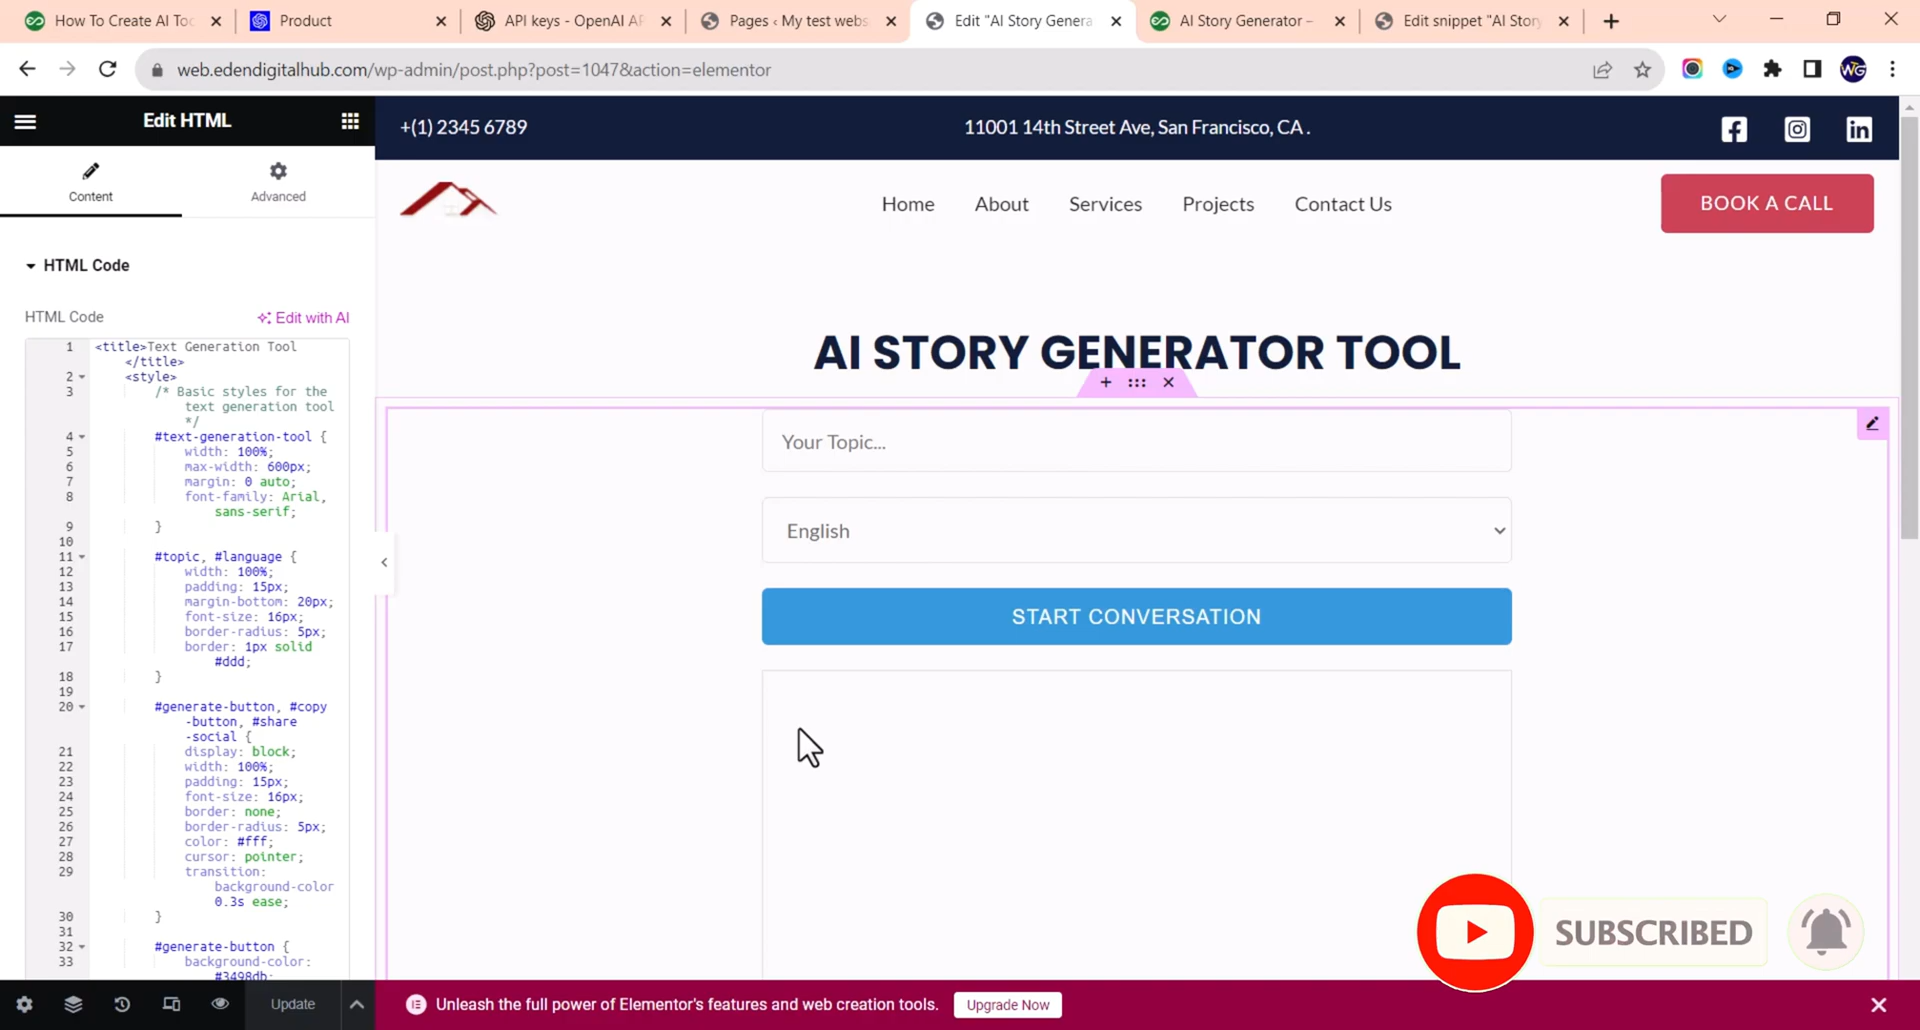 How To Create AI Too
Product
API keys - OpenAI AP
Pages ‹ My test webs
Edit "AI Story Genera
AI Story Generator –
Edit snippet "AI Story
web.edendigitalhub.com/wp-admin/post.php?post=1047&action=elementor
WG
Edit HTML
Content
Advanced
HTML Code
HTML Code
Edit with AI
1 <title>Text Generation Tool
</title>
2 <style>
3 /* Basic styles for the
text generation tool
*/
4 #text-generation-tool {
5 width: 100%;
6 max-width: 600px;
7 margin: 0 auto;
8 font-family: Arial,
sans-serif;
9 }
10
11 #topic, #language {
12 width: 100%;
13 padding: 15px;
14 margin-bottom: 20px;
15 font-size: 16px;
16 border-radius: 5px;
17 border: 1px solid
#ddd;
18 }
19
20 #generate-button, #copy
-button, #share
-social {
21 display: block;
22 width: 100%;
23 padding: 15px;
24 font-size: 16px;
25 border: none;
26 border-radius: 5px;
27 color: #fff;
28 cursor: pointer;
29 transition:
background-color
0.3s ease;
30 }
31
32 #generate-button {
33 background-color:
#3498db;
Update
+(1) 2345 6789
11001 14th Street Ave, San Francisco, CA .
Home
About
Services
Projects
Contact Us
BOOK A CALL
AI STORY GENERATOR TOOL
Your Topic...
English
START CONVERSATION
SUBSCRIBED
Unleash the full power of Elementor's features and web creation tools.
Upgrade Now